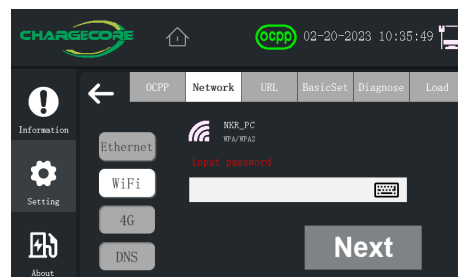 CHARGECORE
ocpp 02-20-2023 10:35:49
OCPP Network URL BasicSet Diagnose Load
Information
NKR_PC
WPA/WPA2
Ethernet
input password
WiFi
Setting
4G
Next
DNS
About